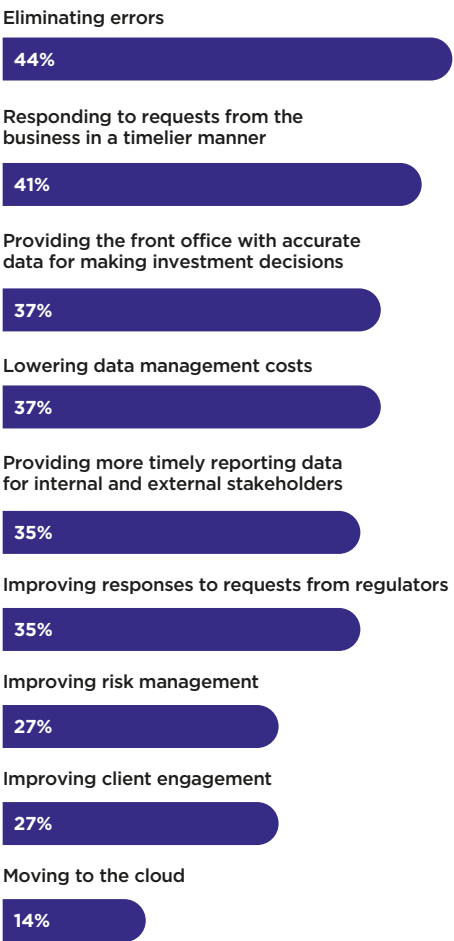 Eliminating errors
44%
Responding to requests from the
business in a timelier manner
41%
Providing the front office with accurate
data for making investment decisions
37%
Lowering data management costs
37%
Providing more timely reporting data
for internal and external stakeholders
35%
Improving responses to requests from regulators
35%
Improving risk management
27%
Improving client engagement
27%
Moving to the cloud
14%